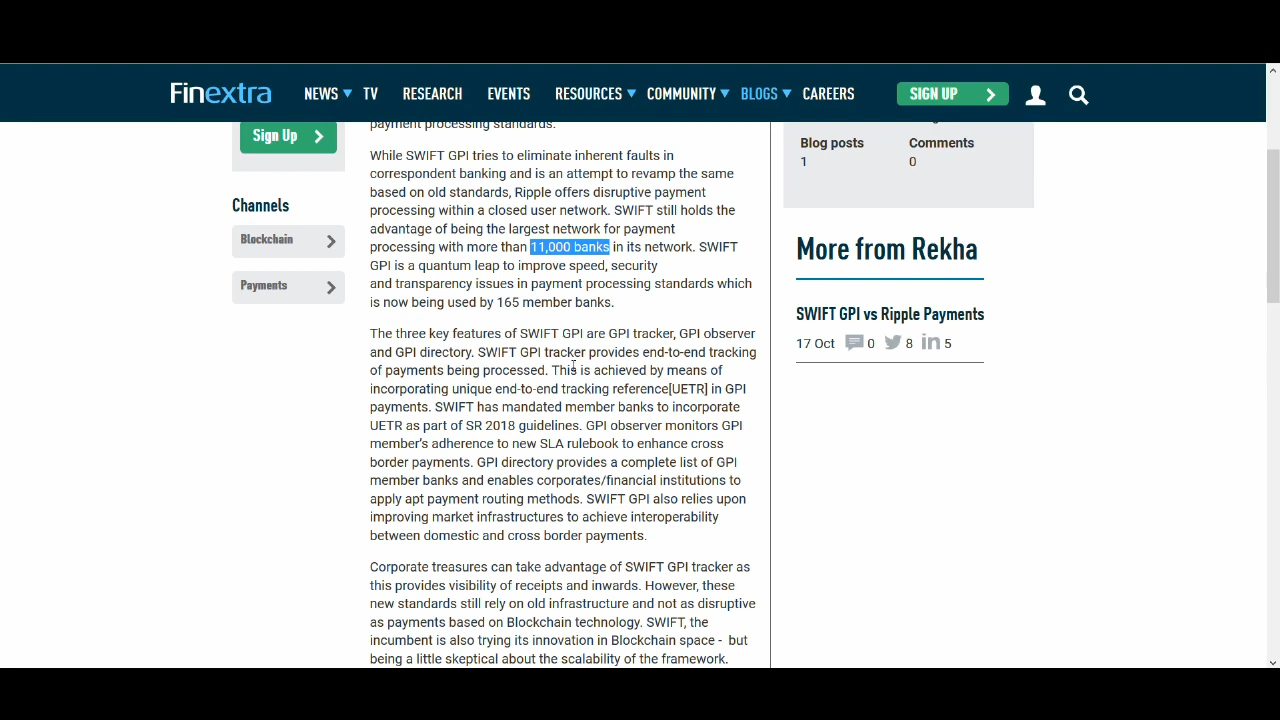 Finextra
NEWS TV RESEARCH EVENTS RESOURCES COMMUNITY BLOGS CAREERS SIGN UP
Sign Up
Channels
Blockchain
Payments
payment processing standards.
While SWIFT GPI tries to eliminate inherent faults in
correspondent banking and is an attempt to revamp the same
based on old standards, Ripple offers disruptive payment
processing within a closed user network. SWIFT still holds the
advantage of being the largest network for payment
processing with more than 11,000 banks in its network. SWIFT
GPI is a quantum leap to improve speed, security
and transparency issues in payment processing standards which
is now being used by 165 member banks.
The three key features of SWIFT GPI are GPI tracker, GPI observer
and GPI directory. SWIFT GPI tracker provides end-to-end tracking
of payments being processed. This is achieved by means of
incorporating unique end-to-end tracking reference[UETR] in GPI
payments. SWIFT has mandated member banks to incorporate
UETR as part of SR 2018 guidelines. GPI observer monitors GPI
member's adherence to new SLA rulebook to enhance cross
border payments. GPI directory provides a complete list of GPI
member banks and enables corporates/financial institutions to
apply apt payment routing methods. SWIFT GPI also relies upon
improving market infrastructures to achieve interoperability
between domestic and cross border payments.
Corporate treasures can take advantage of SWIFT GPI tracker as
this provides visibility of receipts and inwards. However, these
new standards still rely on old infrastructure and not as disruptive
as payments based on Blockchain technology. SWIFT, the
incumbent is also trying its innovation in Blockchain space - but
being a little skeptical about the scalability of the framework.
Blog posts Comments
1 0
More from Rekha
SWIFT GPI vs Ripple Payments
17 Oct 0 8 in 5